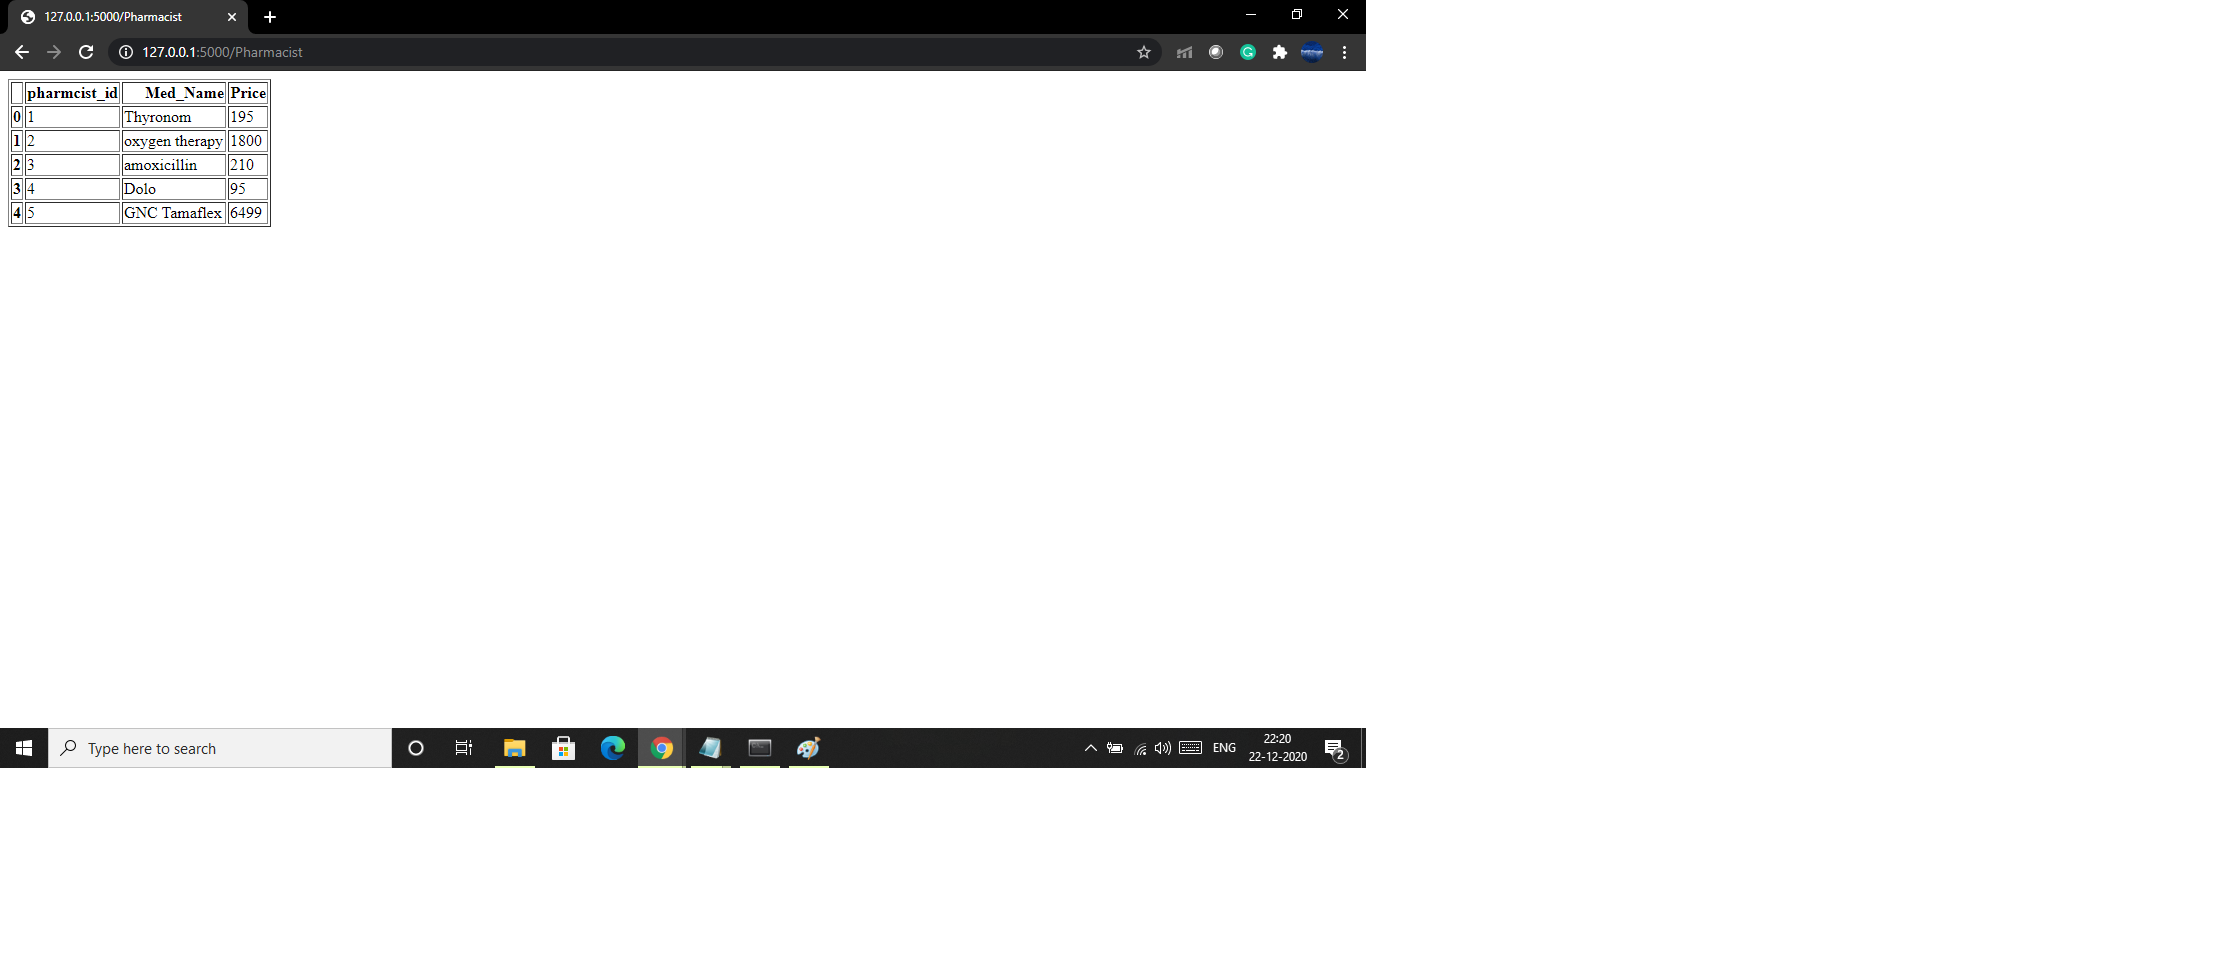 127.0.0.1:5000/Pharmacist
127.0.0.1:5000/Pharmacist
pharmcist_id Med_Name Price
0 1 Thyronom 195
1 2 oxygen therapy 1800
2 3 amoxicillin 210
3 4 Dolo 95
4 5 GNC Tamaflex 6499
Type here to search
ENG
22:20
22-12-2020
2